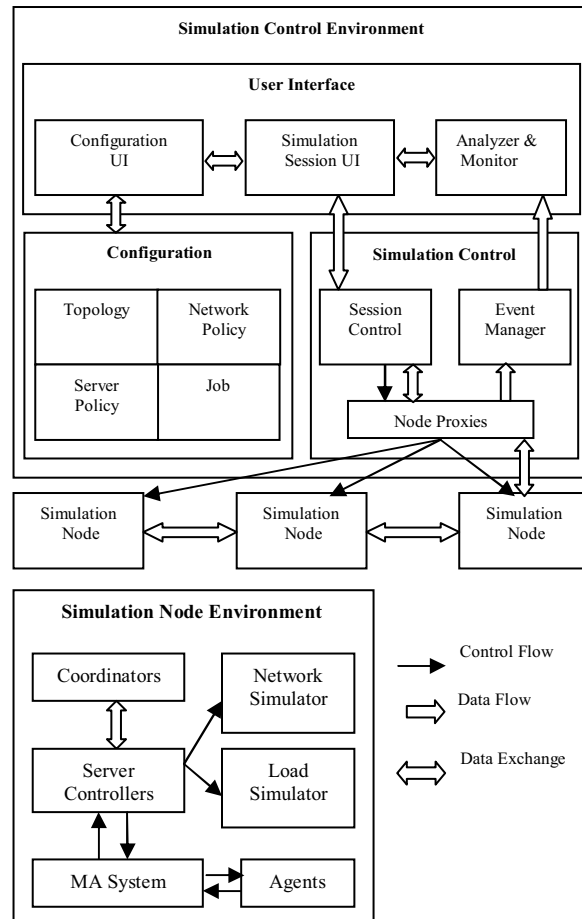 Simulation Control Environment
User Interface
Configuration
UI
Simulation
Session UI
Analyzer &
Monitor
Configuration
Topology
Network
Policy
Server
Policy
Job
Simulation Control
Session
Control
Event
Manager
Node Proxies
Simulation
Node
Simulation
Node
Simulation
Node
Simulation Node Environment
Coordinators
Network
Simulator
Server
Controllers
Load
Simulator
MA System
Agents
Control Flow
Data Flow
Data Exchange